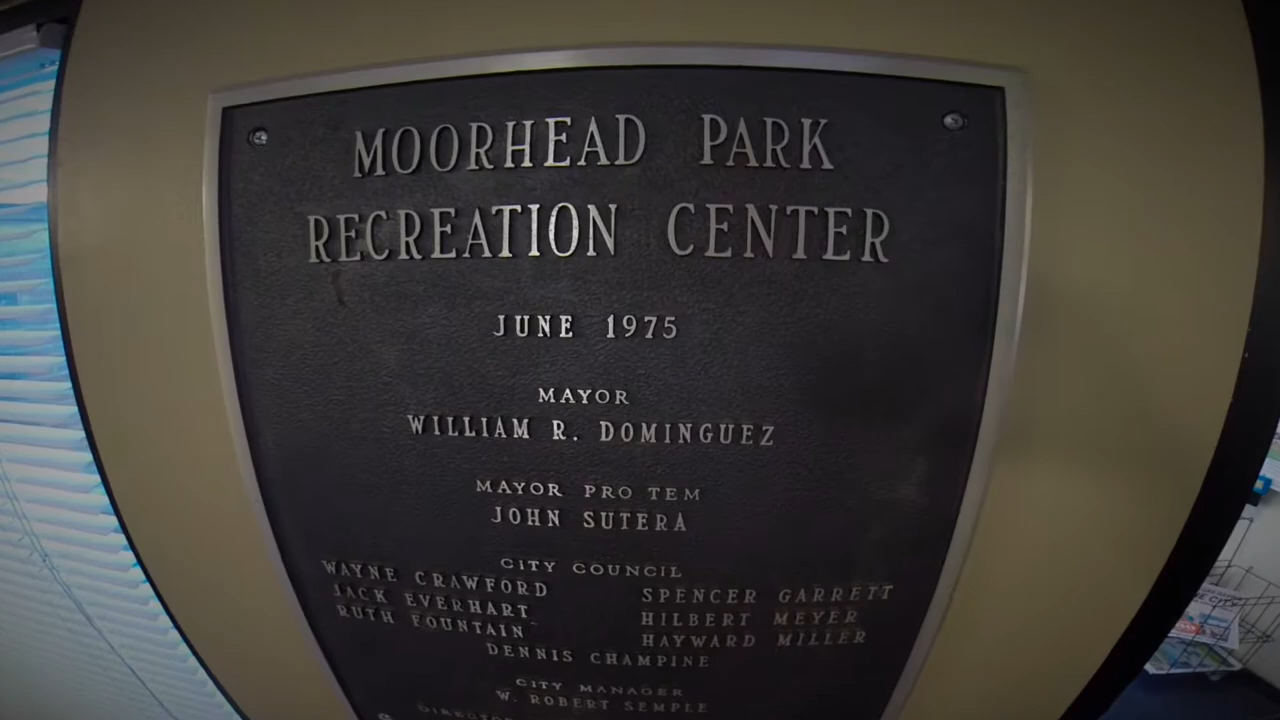 MOORHEAD PARK
RECREATION CENTER
JUNE 1975
MAYOR
WILLIAM R. DOMINGUEZ
MAYOR PRO TEM
JOHN SUTERA
CITY COUNCIL
WAYNE CRAWFORD
JACK EVERHART
RUTH FOUNTAIN
SPENCER GARRETT
HILBERT MEYER
HAYWARD MILLER
DENNIS CHAMPINE
CITY MANAGER
W. ROBERT SEMPLE